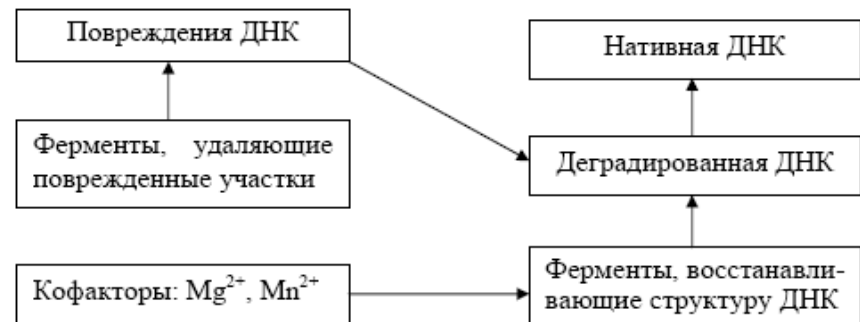 Повреждения ДНК
Нативная ДНК
Ферменты, удаляющие
поврежденные участки
Деградированная ДНК
Кофакторы: Mg²⁺, Mn²⁺
Ферменты, восстанавли-
вающие структуру ДНК